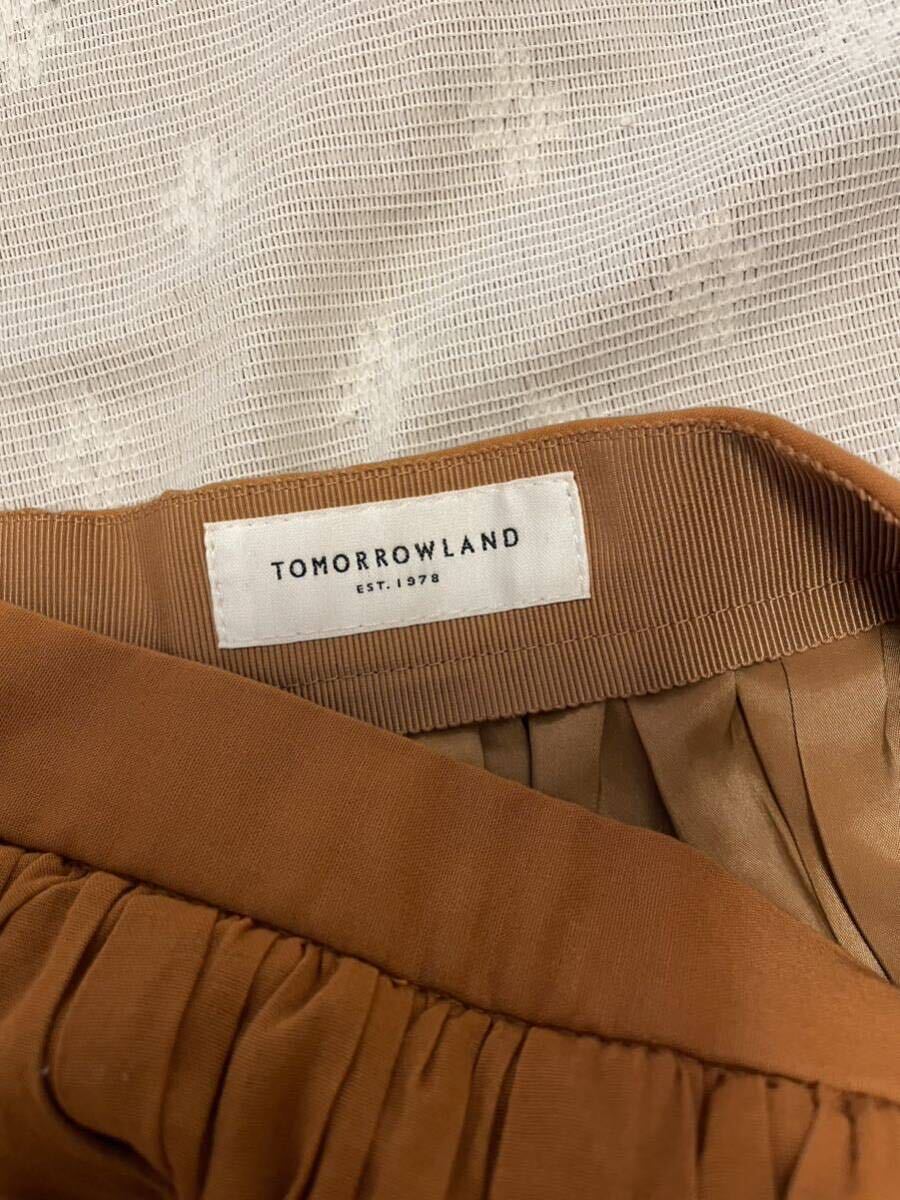 TOMORROWLAND
EST. 1978